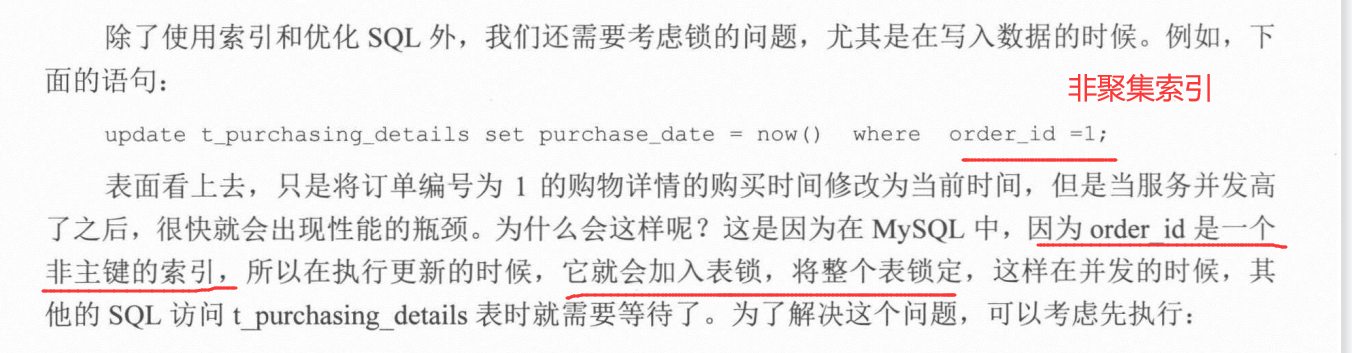 除了使用索引和优化 SQL 外，我们还需要考虑锁的问题，尤其是在写入数据的时候。例如，下
面的语句：
非聚集索引
update t_purchasing_details set purchase_date = now() where order_id =1;
表面看上去，只是将订单编号为 1 的购物详情的购买时间修改为当前时间，但是当服务并发高
了之后，很快就会出现性能的瓶颈。为什么会这样呢？这是因为在 MySQL 中，因为 order_id 是一个
非主键的索引，所以在执行更新的时候，它就会加入表锁，将整个表锁定，这样在并发的时候，其
他的 SQL 访问 t_purchasing_details 表时就需要等待了。为了解决这个问题，可以考虑先执行：